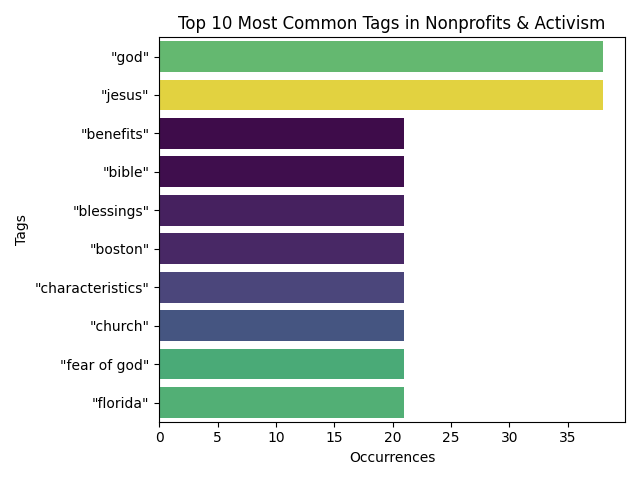 Top 10 Most Common Tags in Nonprofits & Activism
"god"
"jesus"
"benefits"
"bible"
"blessings"
"boston"
"characteristics"
"church"
"fear of god"
"florida"
Tags
0 5 10 15 20 25 30 35
Occurrences